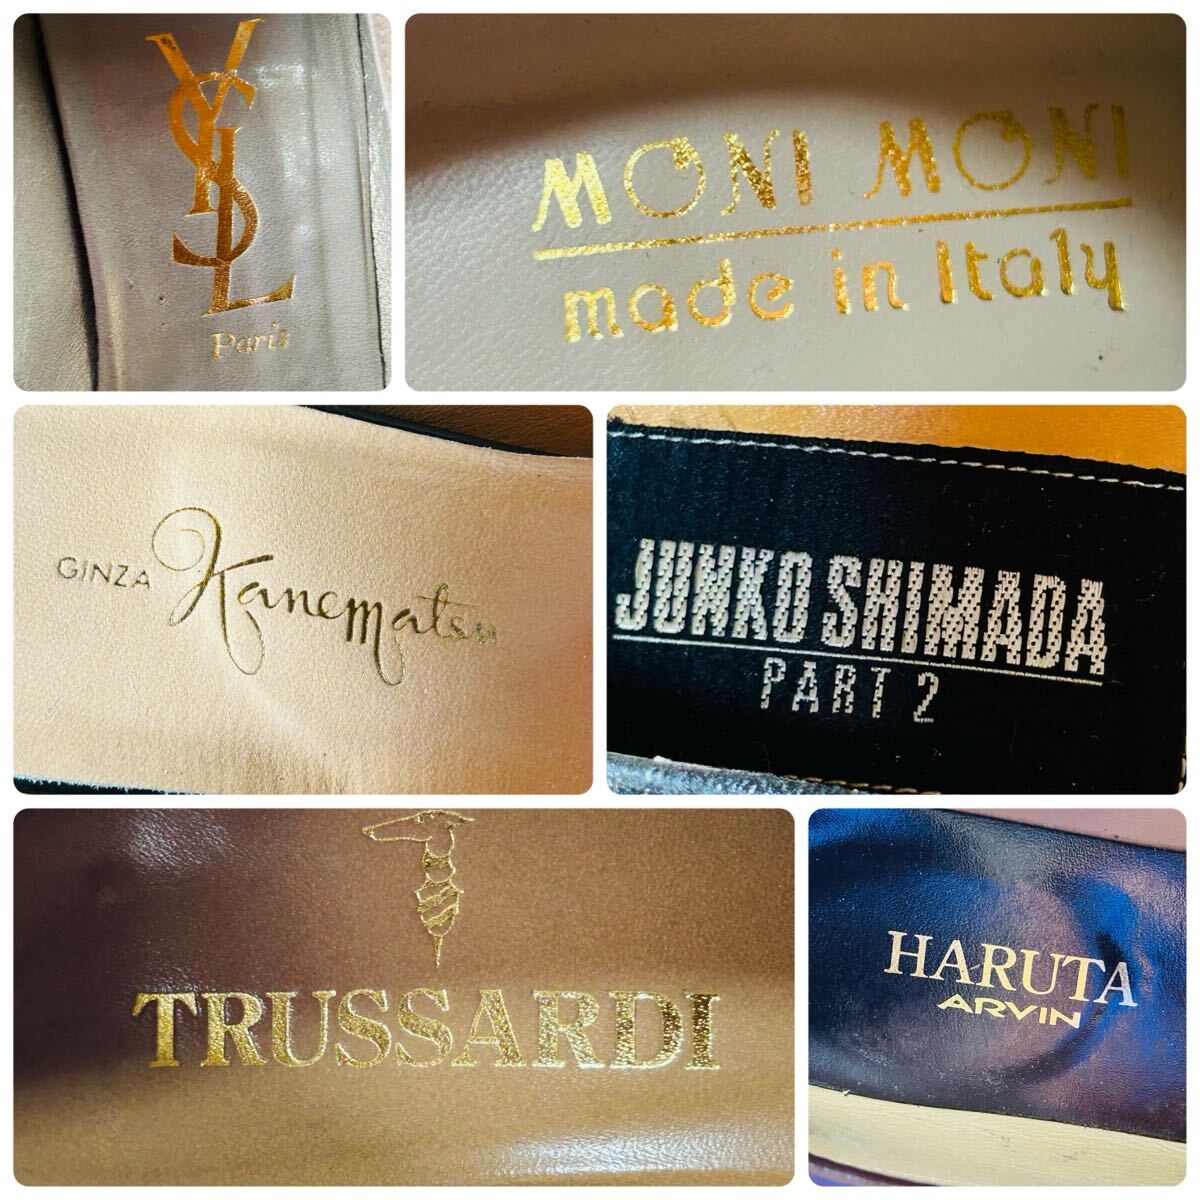 YSL
Paris
MONI MONI
made in Italy
GINZA Kanematsu
JUNKO SHIMADA
PART 2
TRUSSARDI
HARUTA
ARVIN